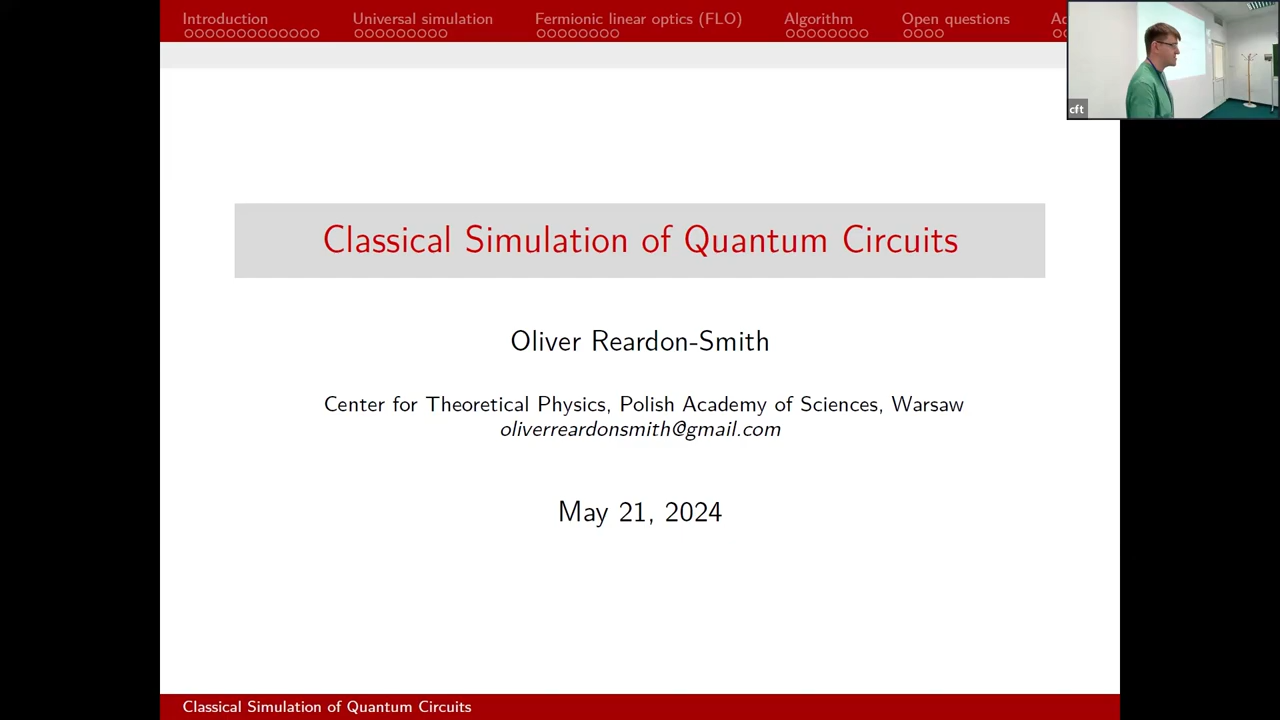 Introduction
Universal simulation
Fermionic linear optics (FLO)
Algorithm
Open questions
cft
Classical Simulation of Quantum Circuits
Oliver Reardon-Smith
Center for Theoretical Physics, Polish Academy of Sciences, Warsaw
oliverreardonsmith@gmail.com
May 21, 2024
Classical Simulation of Quantum Circuits